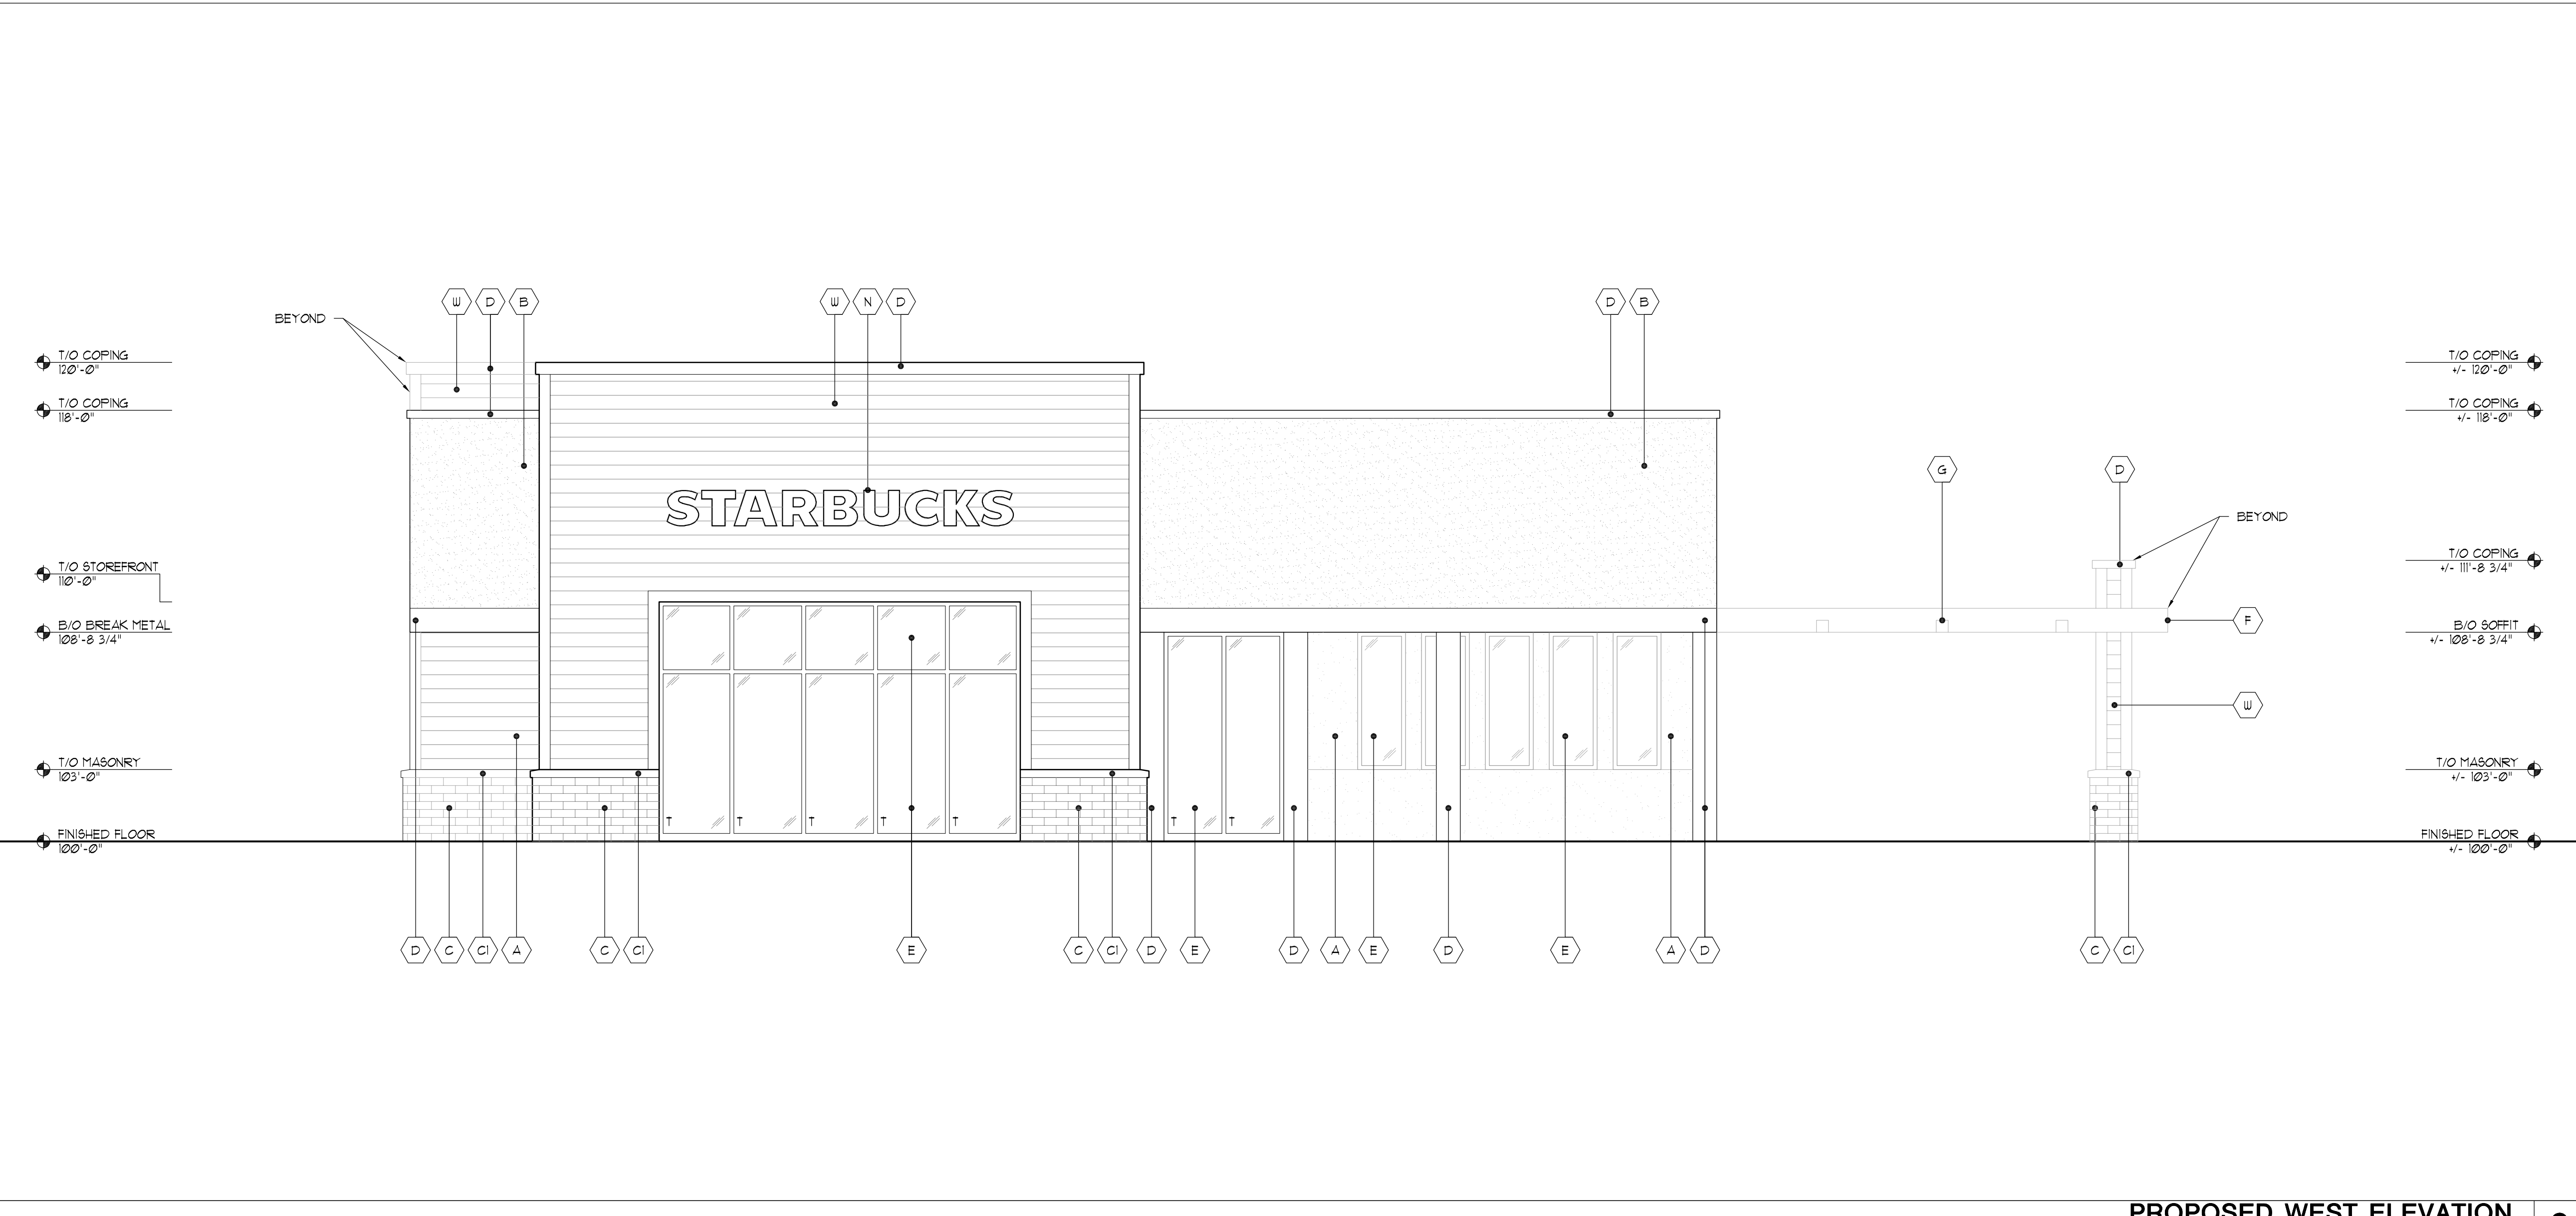 W D B W N D D B
BEYOND
T/O COPING
120'-0"
T/O COPING
118'-0"
T/O COPING
+/- 120'-0"
T/O COPING
+/- 118'-0"
G D
STARBUCKS
BEYOND
T/O STOREFRONT
110'-0"
T/O COPING
+/- 111'-8 3/4"
B/O BREAK METAL
108'-8 3/4"
F
B/O SOFFIT
+/- 108'-8 3/4"
W
T/O MASONRY
103'-0"
T/O MASONRY
+/- 103'-0"
FINISHED FLOOR
100'-0"
FINISHED FLOOR
+/- 100'-0"
D C C1 A C C1 E C C1 D E D A E D E A D C C1
PROPOSED WEST ELEVATION